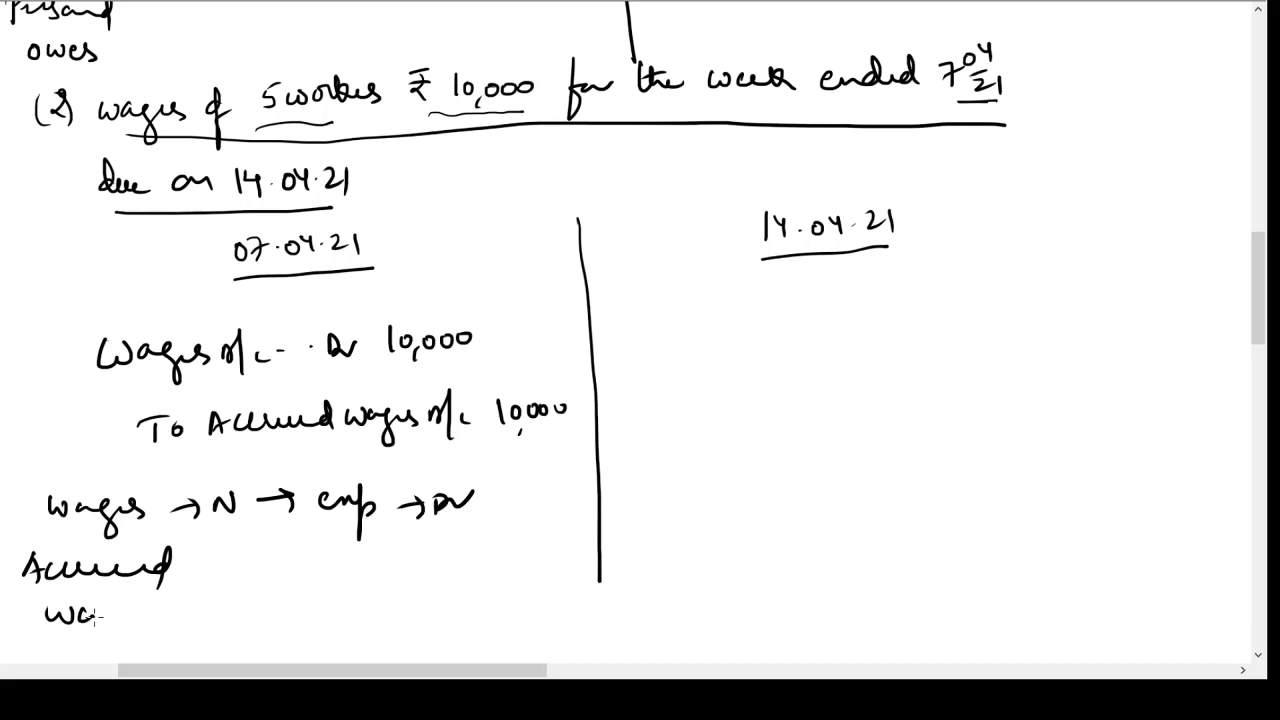 owes
(2) wages of 5 workers ₹ 10,000 for the week ended 7 04 21
due on 14.04.21
07.04.21
14.04.21
Wages A/c - . Dr 10,000
To Accrued wages A/c 10,000
wages → N → exp → Dr
Accrued
wa